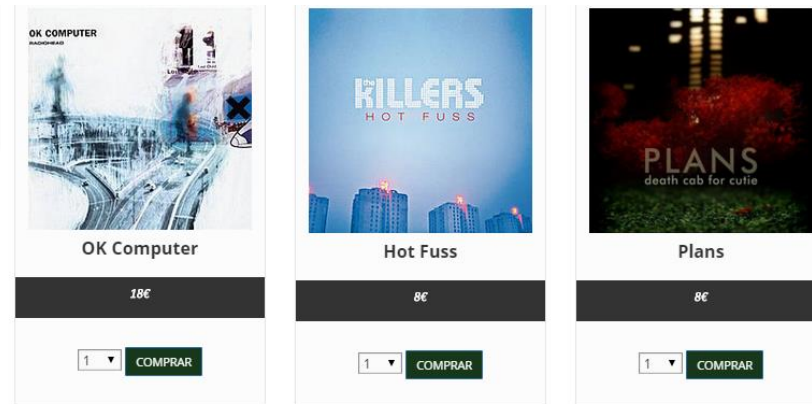 OK COMPUTER
RADIOHEAD
OK Computer
18€
1 COMPRAR
the
KILLERS
HOT FUSS
Hot Fuss
8€
1 COMPRAR
PLANS
death cab for cutie
Plans
8€
1 COMPRAR